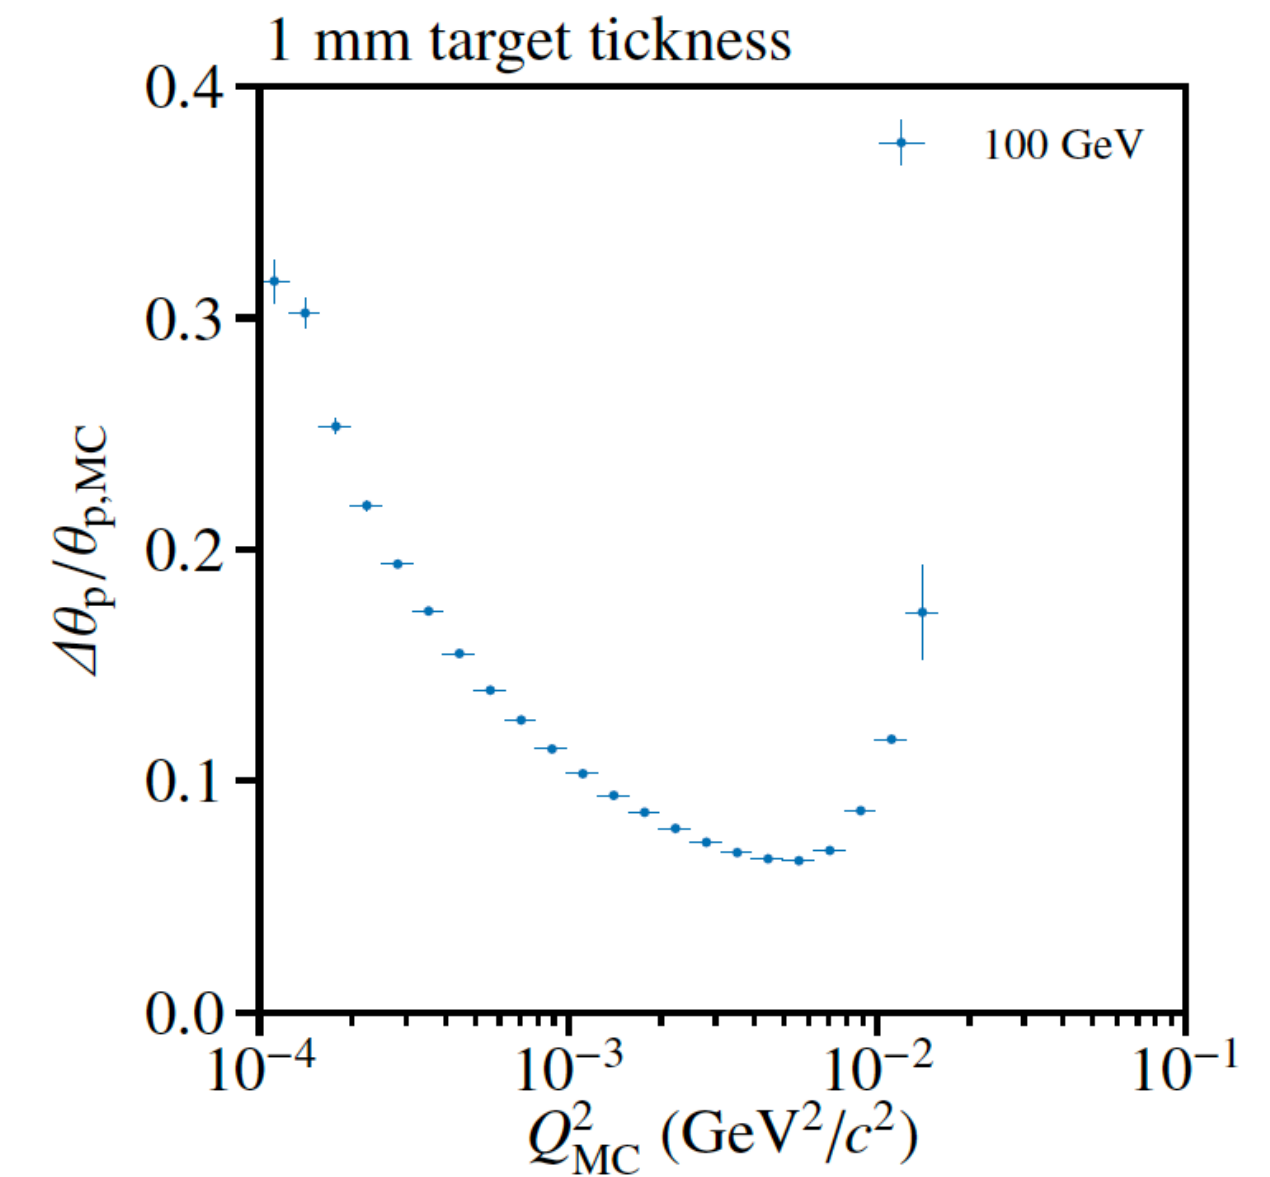 1 mm target tickness
0.4
100 GeV
0.3
0.2
0.1
0.0
Δθp/θp,MC
10⁻⁴ 10⁻³ 10⁻² 10⁻¹
Q²MC (GeV²/c²)